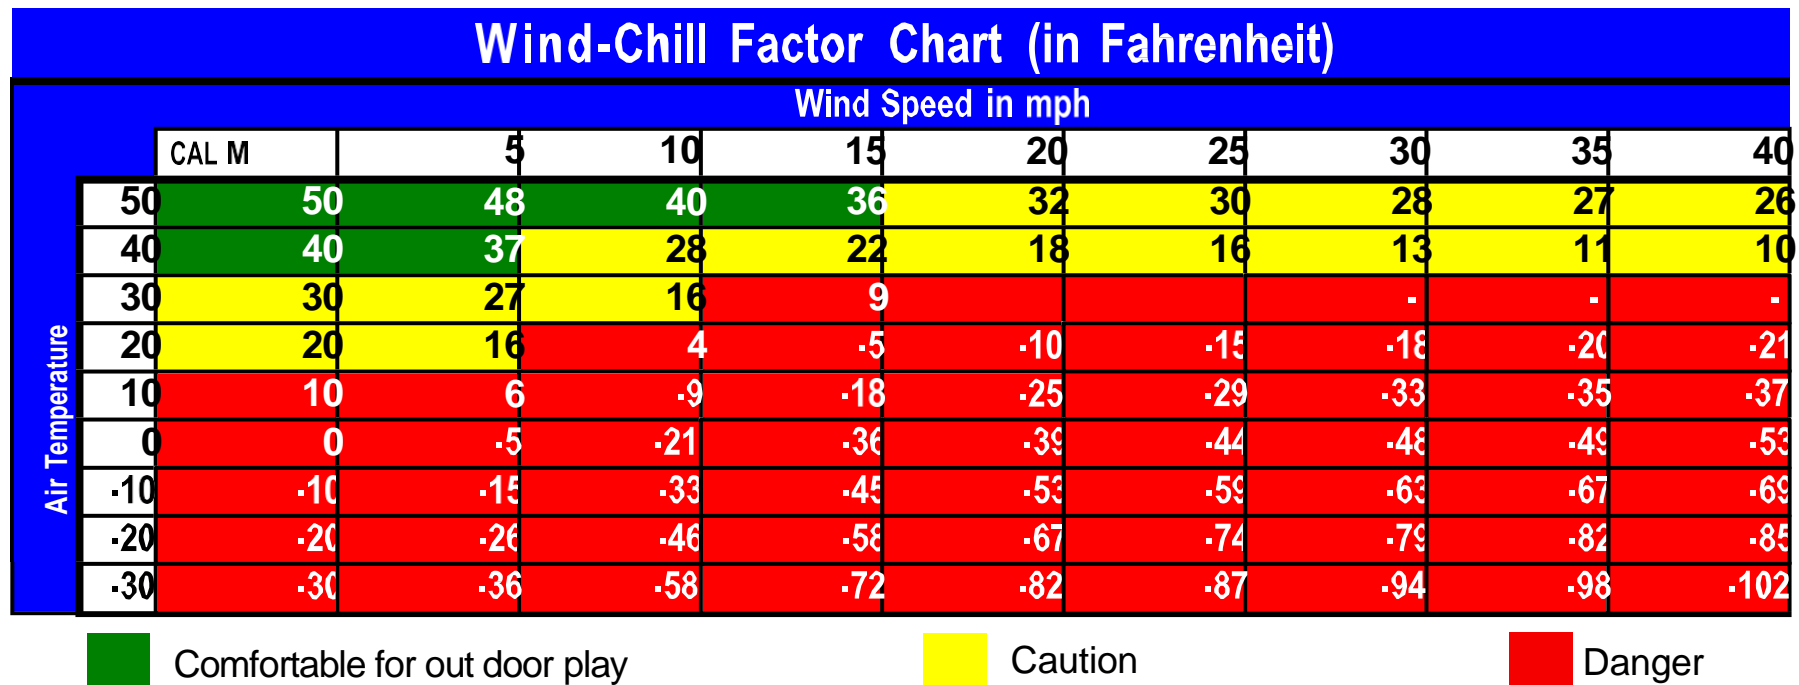 Wind-Chill Factor Chart (in Fahrenheit)
Wind Speed in mph
CAL M 5 10 15 20 25 30 35 40
Air Temperature
50 50 48 40 36 32 30 28 27 26
40 40 37 28 22 18 16 13 11 10
30 30 27 16 9 - - -
20 20 16 4 -5 -10 -15 -18 -20 -21
10 10 6 -9 -18 -25 -29 -33 -35 -37
0 0 -5 -21 -36 -39 -44 -48 -49 -53
-10 -10 -15 -33 -45 -53 -59 -63 -67 -69
-20 -20 -26 -46 -58 -67 -74 -79 -82 -85
-30 -30 -36 -58 -72 -82 -87 -94 -98 -102
Comfortable for out door play Caution Danger